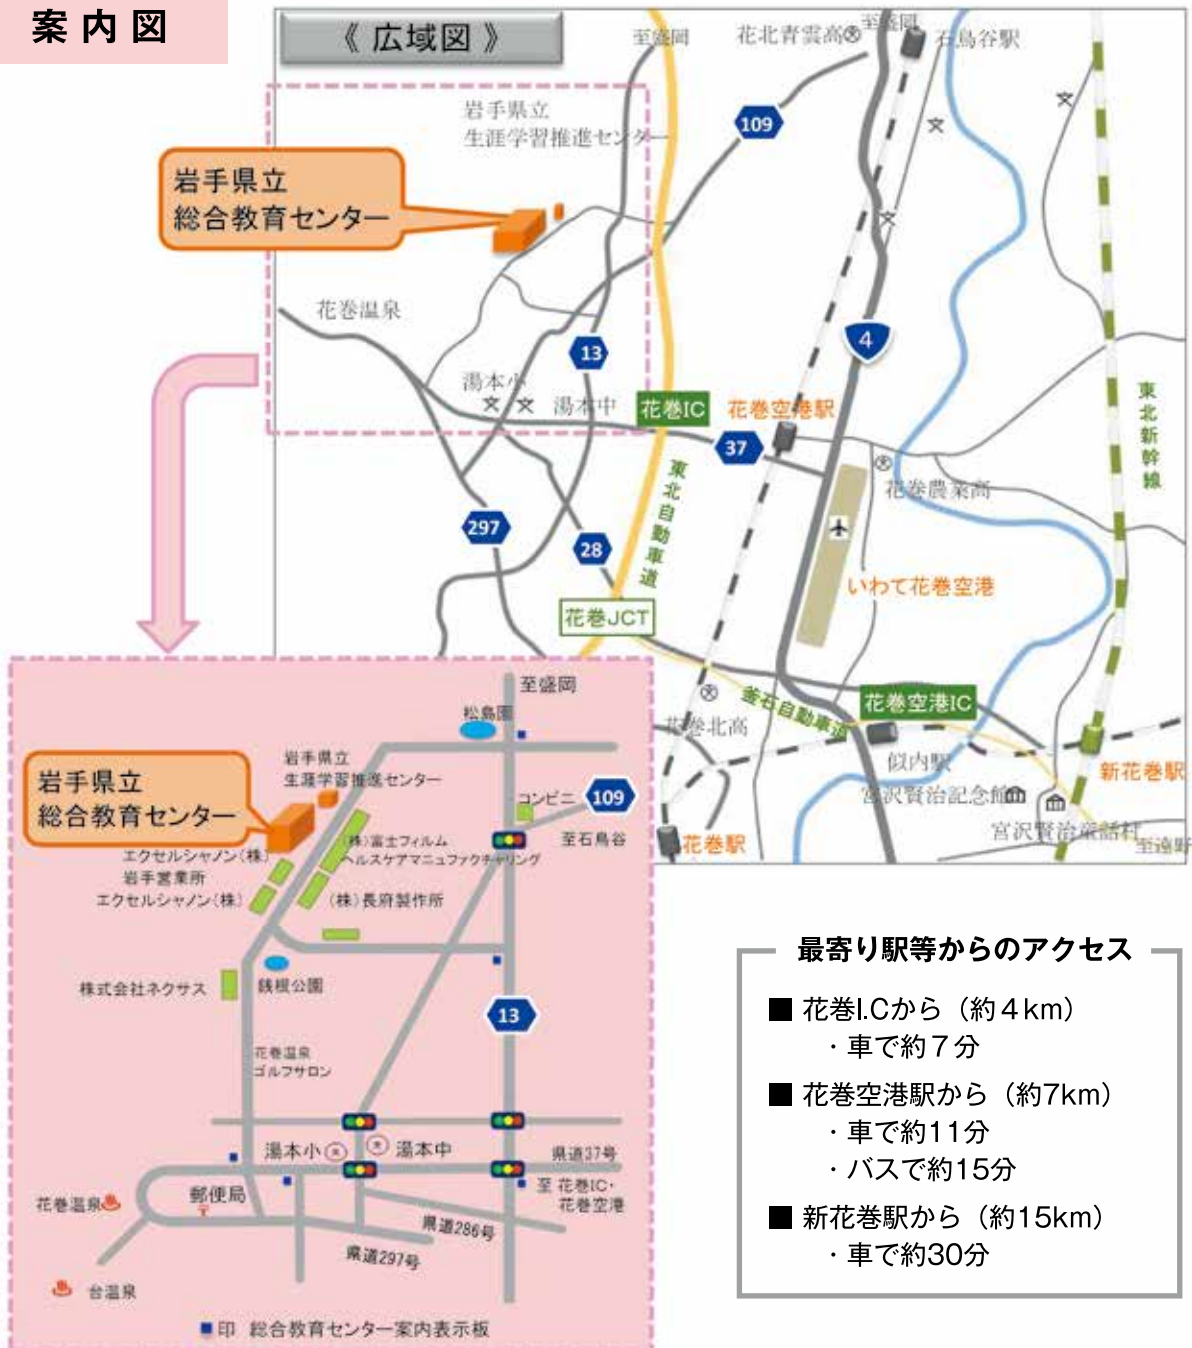 案内図
《 広域図 》
至盛岡
花北青雲高
至盛岡
石鳥谷駅
岩手県立
生涯学習推進センター
109
岩手県立
総合教育センター
花巻温泉
13
4
湯本小
湯本中
花巻IC
花巻空港駅
37
東北新幹線
東北自動車道
花巻農業高
297
28
いわて花巻空港
花巻JCT
釜石自動車道
花巻空港IC
花巻北高
似内駅
新花巻駅
宮沢賢治記念館
宮沢賢治童話村
至遠野
花巻駅
至盛岡
松島園
岩手県立
生涯学習推進センター
岩手県立
総合教育センター
コンビニ
109
至石鳥谷
(株)富士フィルム
ヘルスケアマニュファクチャリング
エクセルシャノン(株)
岩手営業所
エクセルシャノン(株)
(株)長府製作所
株式会社ネクサス
銭根公園
13
花巻温泉
ゴルフサロン
湯本小
湯本中
県道37号
至 花巻IC・
花巻空港
花巻温泉
郵便局
県道286号
県道297号
台温泉
■印 総合教育センター案内表示板
最寄り駅等からのアクセス
■ 花巻I.Cから（約４km）
・車で約７分
■ 花巻空港駅から（約7km）
・車で約11分
・バスで約15分
■ 新花巻駅から（約15km）
・車で約30分